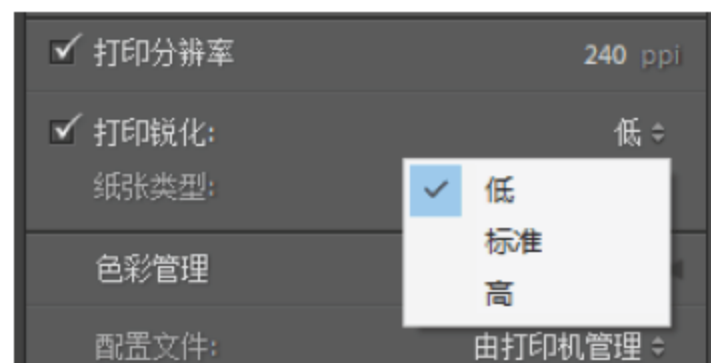 打印分辨率 240 ppi
打印锐化: 低
纸张类型:
低
标准
高
色彩管理
配置文件: 由打印机管理